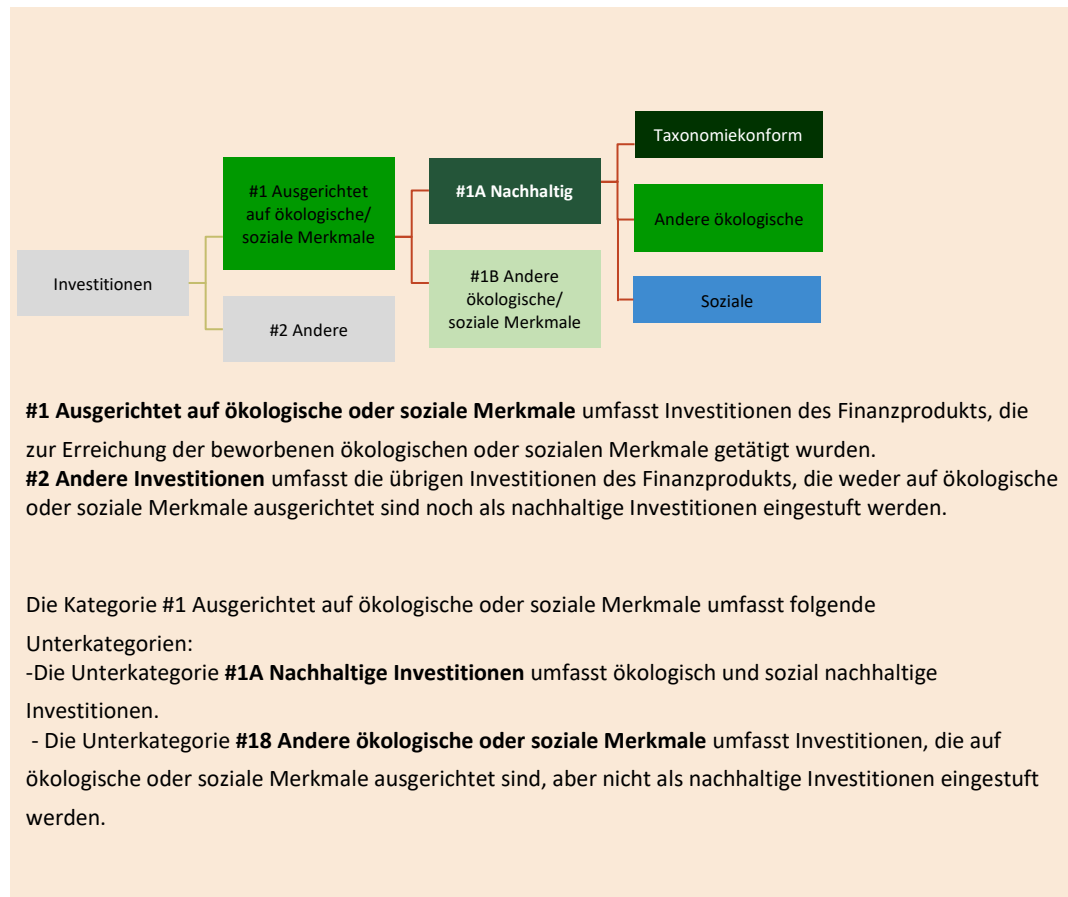 Taxonomiekonform
#1 Ausgerichtet
auf ökologische/
soziale Merkmale
#1A Nachhaltig
Andere ökologische
Investitionen
#1B Andere
ökologische/
soziale Merkmale
Soziale
#2 Andere
#1 Ausgerichtet auf ökologische oder soziale Merkmale umfasst Investitionen des Finanzprodukts, die
zur Erreichung der beworbenen ökologischen oder sozialen Merkmale getätigt wurden.
#2 Andere Investitionen umfasst die übrigen Investitionen des Finanzprodukts, die weder auf ökologische
oder soziale Merkmale ausgerichtet sind noch als nachhaltige Investitionen eingestuft werden.
Die Kategorie #1 Ausgerichtet auf ökologische oder soziale Merkmale umfasst folgende
Unterkategorien:
-Die Unterkategorie #1A Nachhaltige Investitionen umfasst ökologisch und sozial nachhaltige
Investitionen.
- Die Unterkategorie #18 Andere ökologische oder soziale Merkmale umfasst Investitionen, die auf
ökologische oder soziale Merkmale ausgerichtet sind, aber nicht als nachhaltige Investitionen eingestuft
werden.